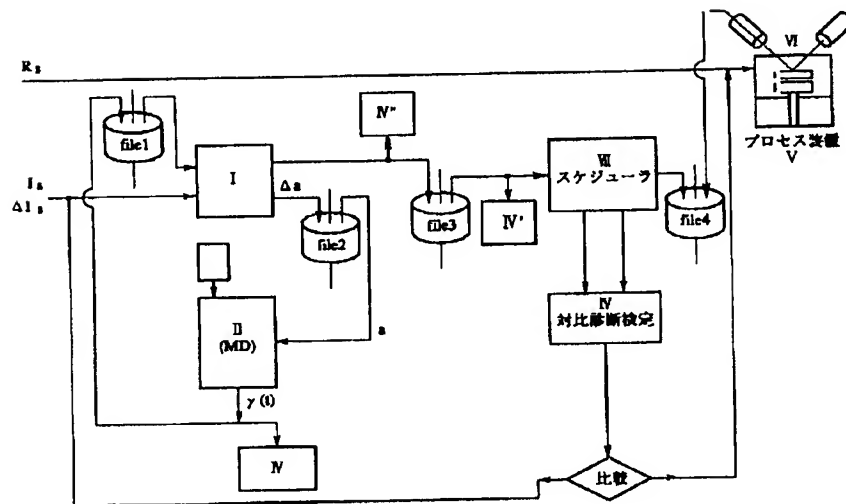 VI
R s
プロセス装置
V
file1
IV"
I
VII
スケジューラ
I s
ΔI s
Δa
file2
file3
IV'
file4
II
(MD)
a
IV
対比診断検定
γ (t)
IV
比較